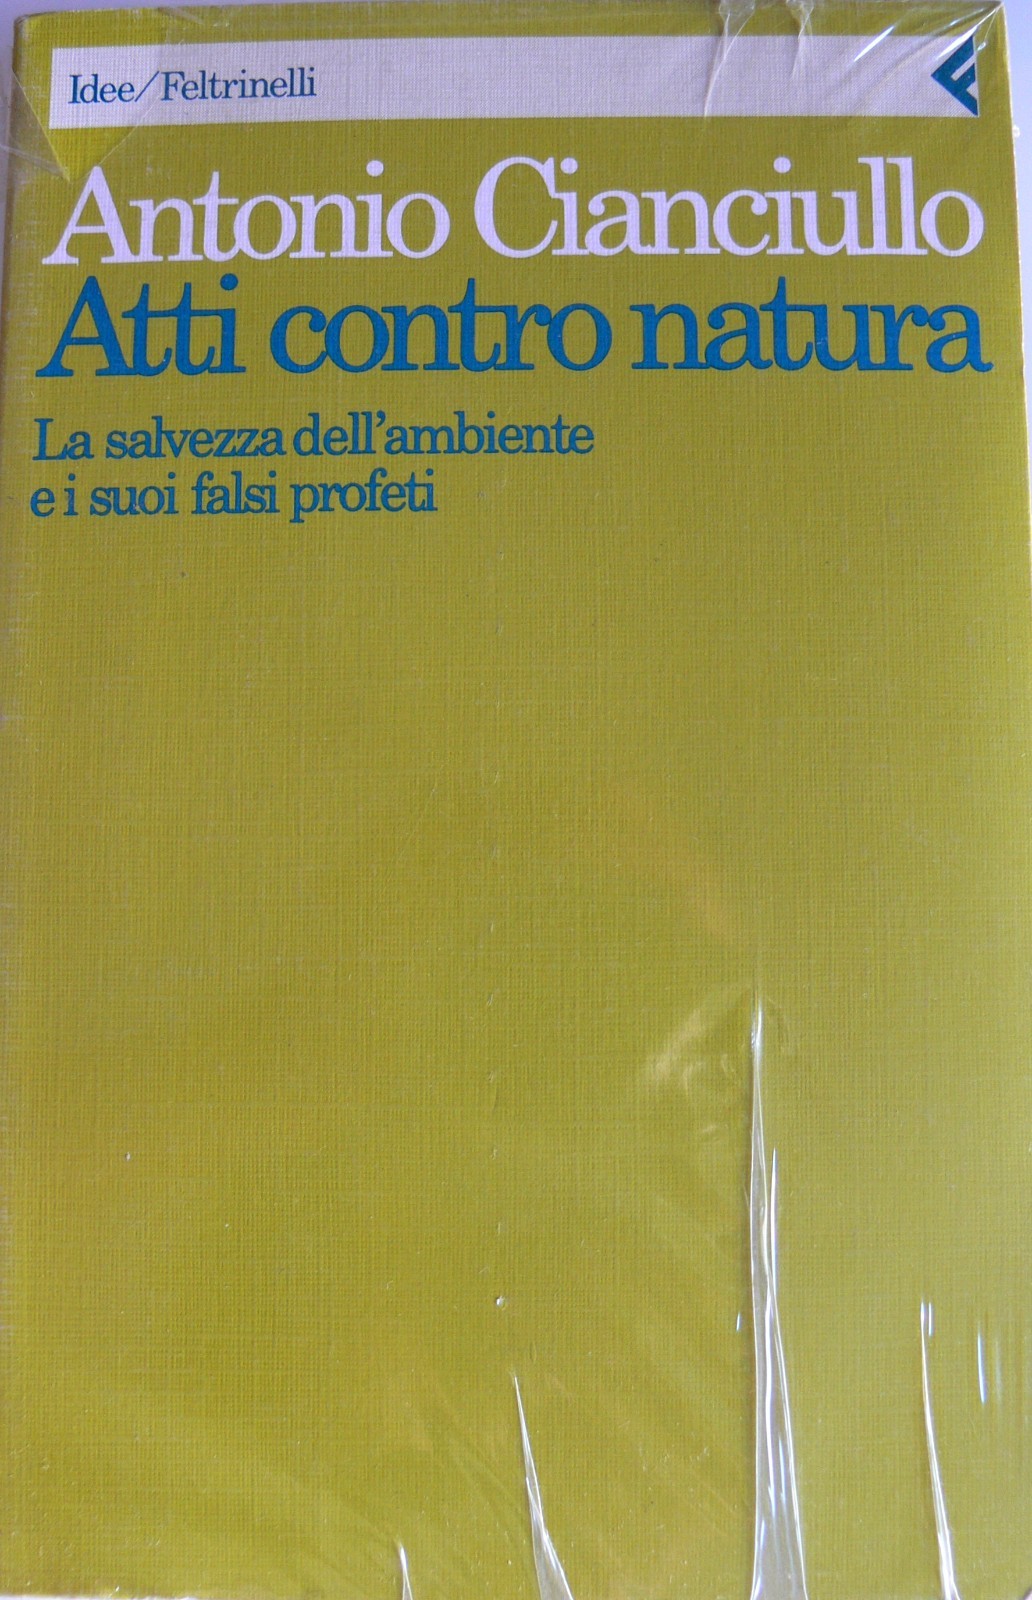 Idee/Feltrinelli
Antonio Cianciullo
Atti contro natura
La salvezza dell'ambiente
e i suoi falsi profeti